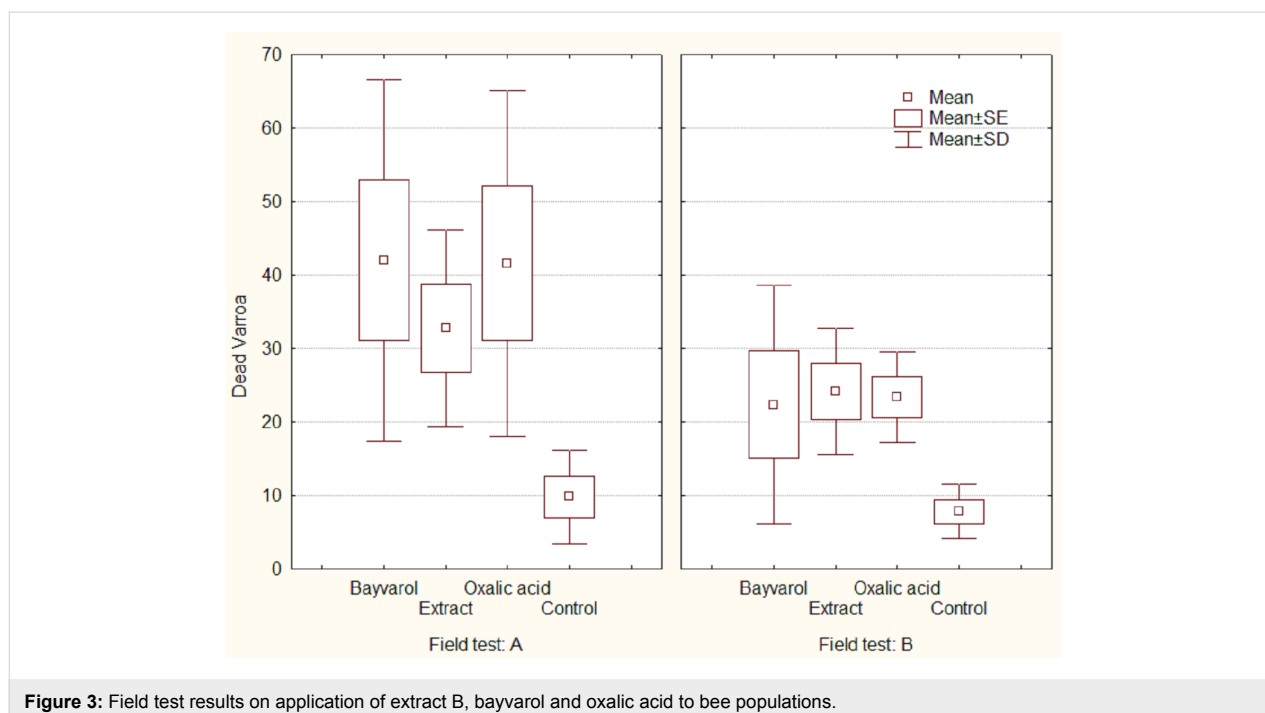 70
60
50
40
30
20
10
0
Dead Varroa
Mean
Mean±SE
Mean±SD
Bayvarol
Extract
Oxalic acid
Control
Field test: A
Bayvarol
Extract
Oxalic acid
Control
Field test: B
Figure 3: Field test results on application of extract B, bayvarol and oxalic acid to bee populations.